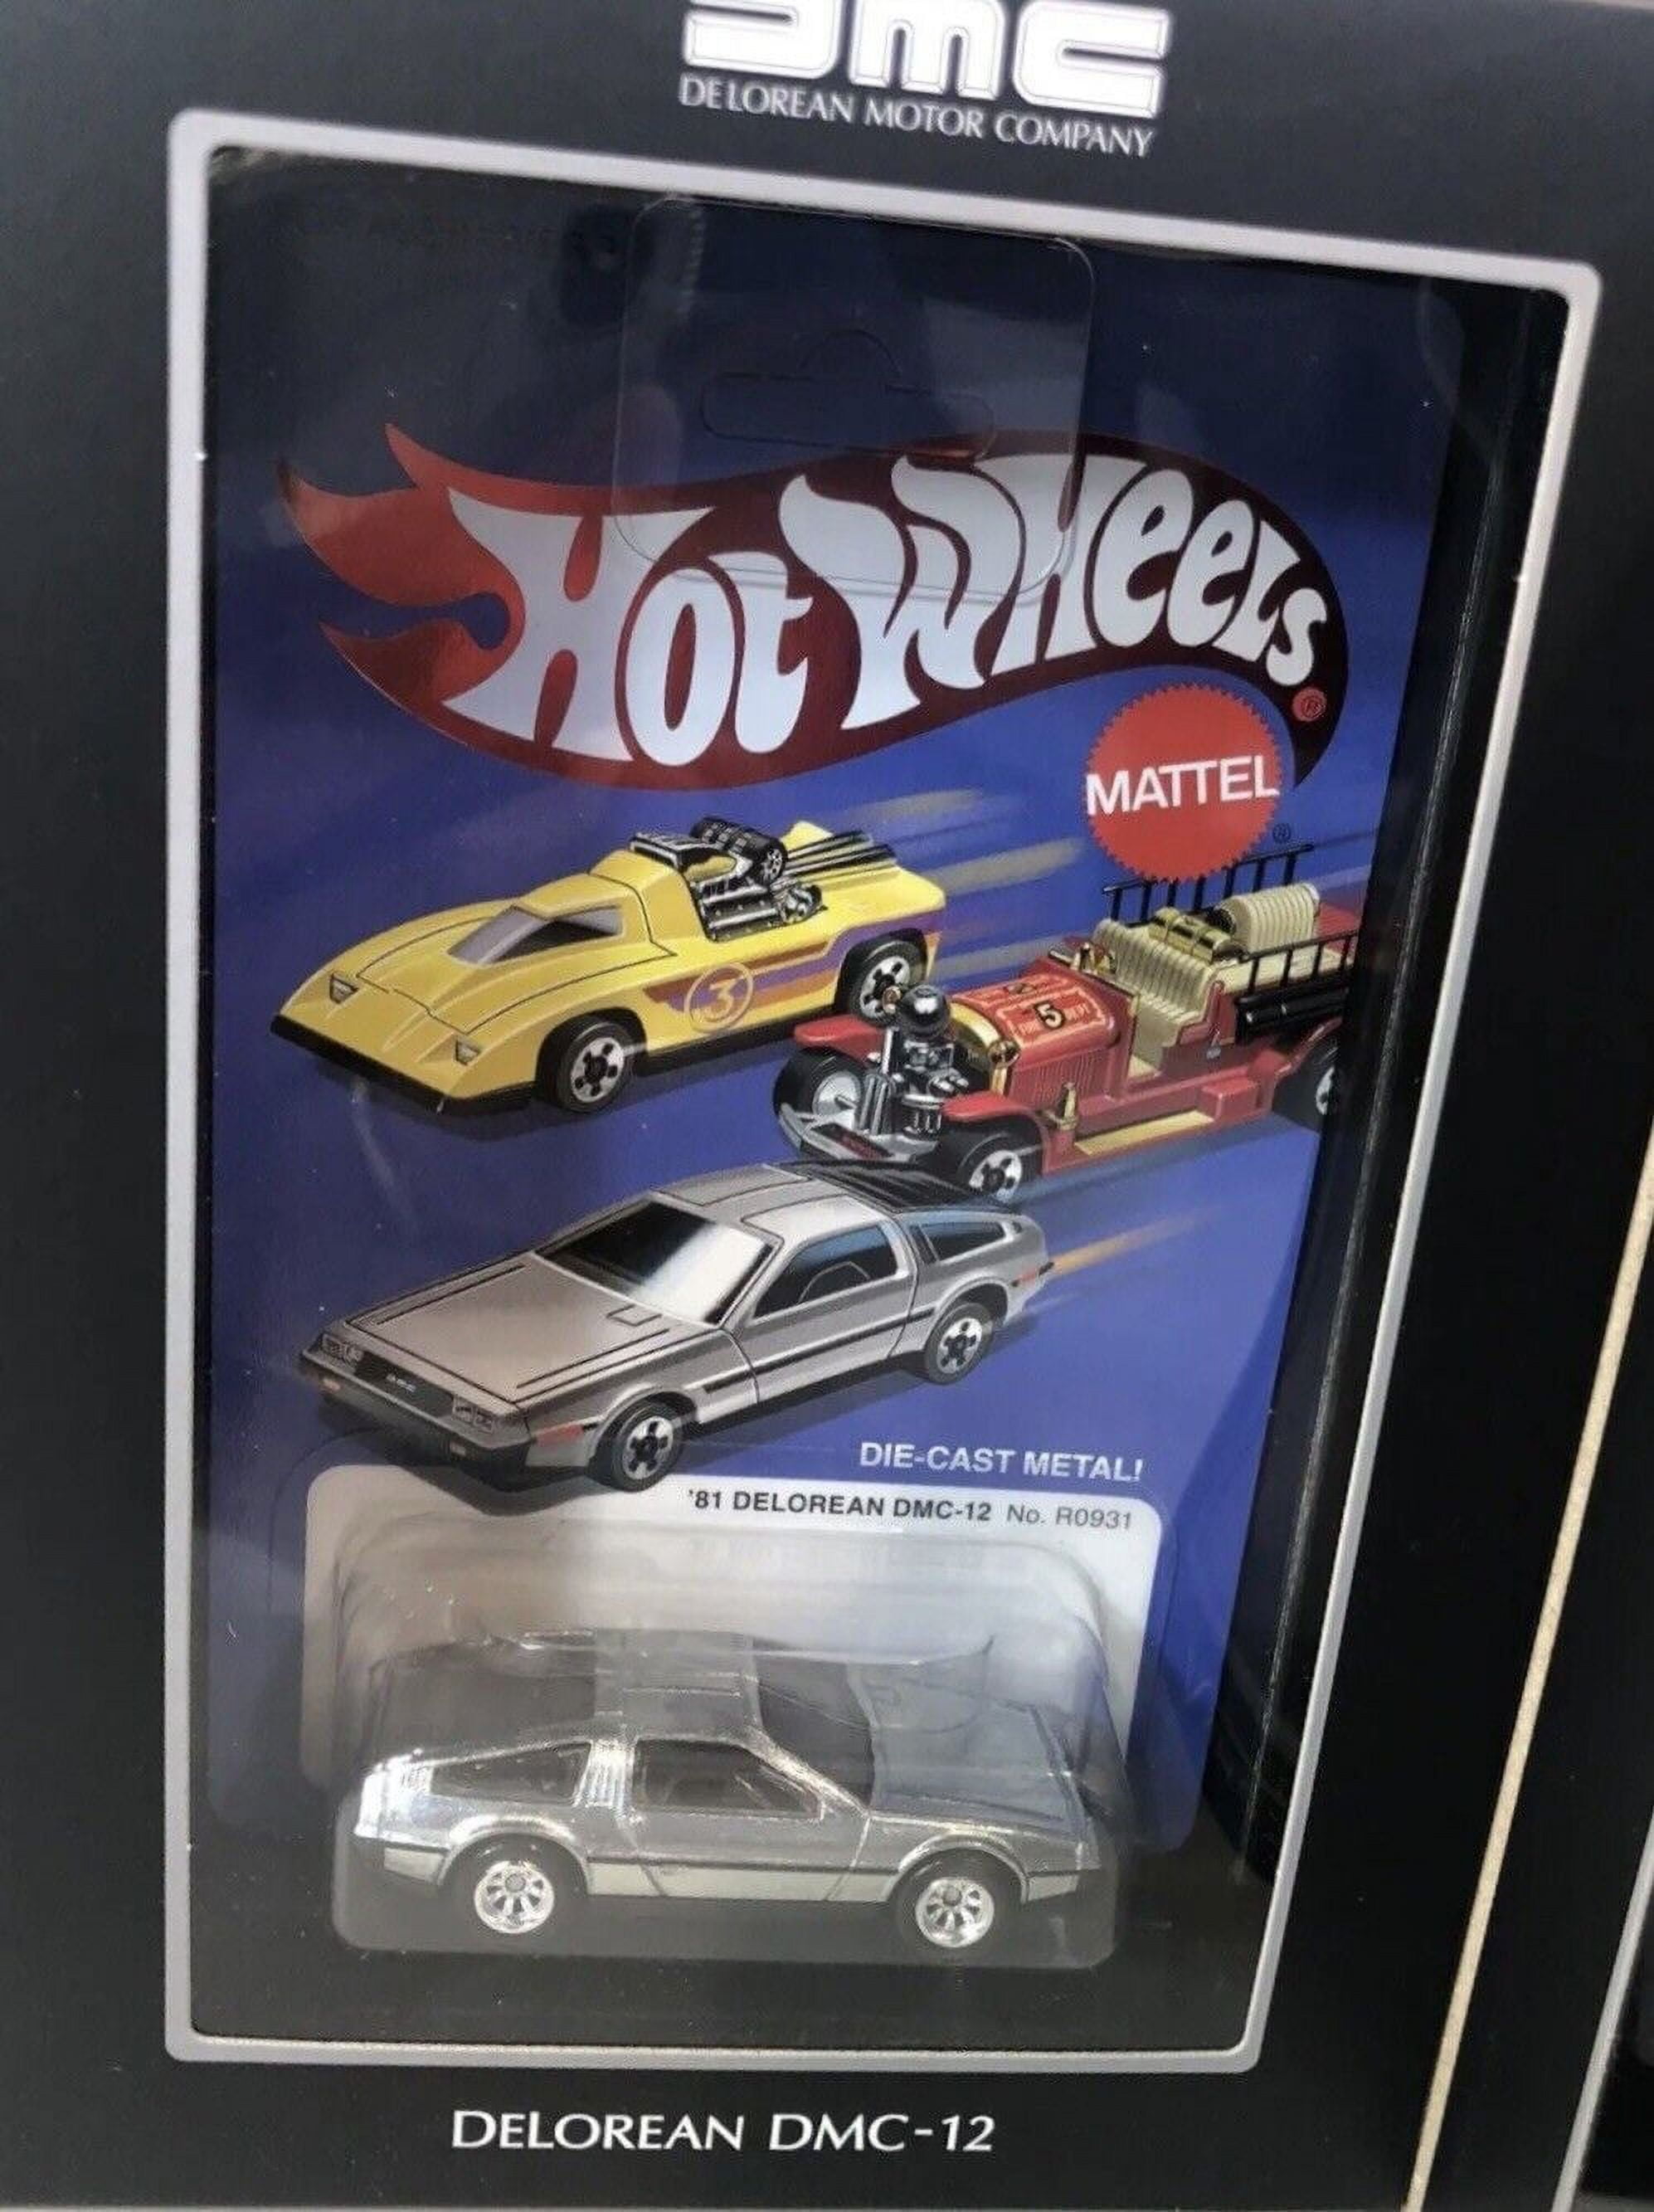 DMC
DELOREAN MOTOR COMPANY
HOT WHEELS®
MATTEL
®
3
5
DMC
DIE-CAST METAL!
'81 DELOREAN DMC-12 No. R0931
DELOREAN DMC-12